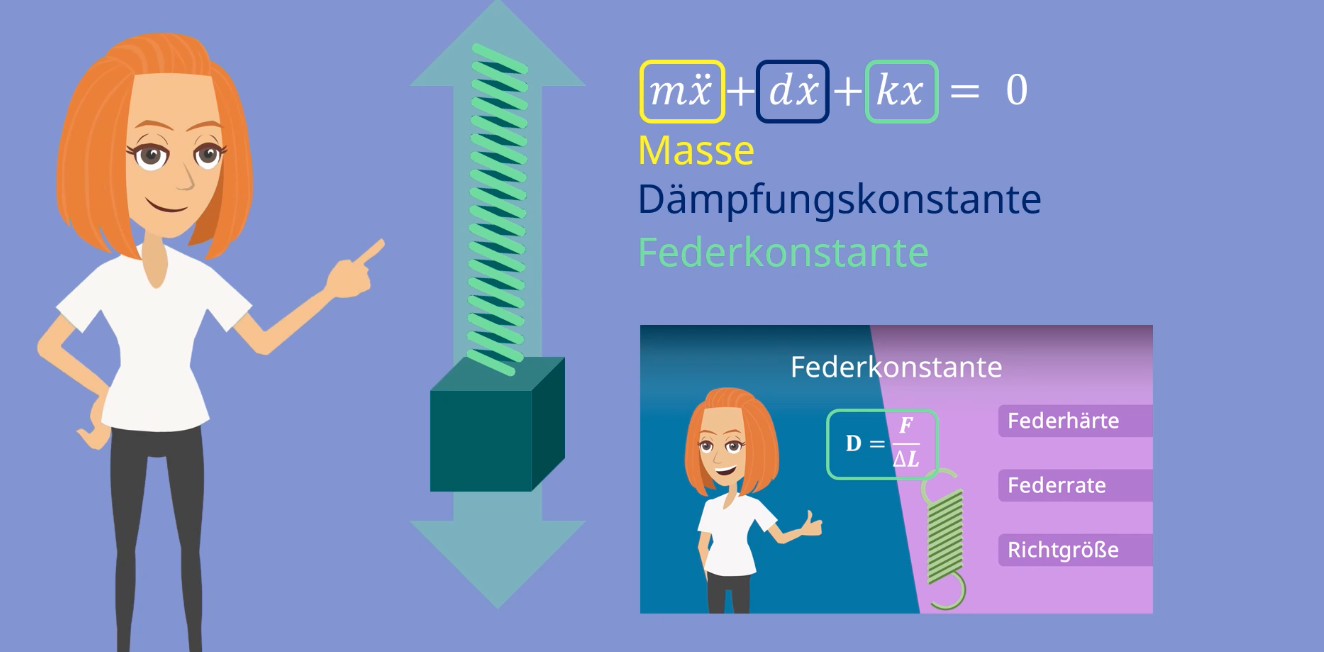 mẍ + dẋ + kx = 0
Masse
Dämpfungskonstante
Federkonstante
Federkonstante
D = F/ΔL
Federhärte
Federrate
Richtgröße